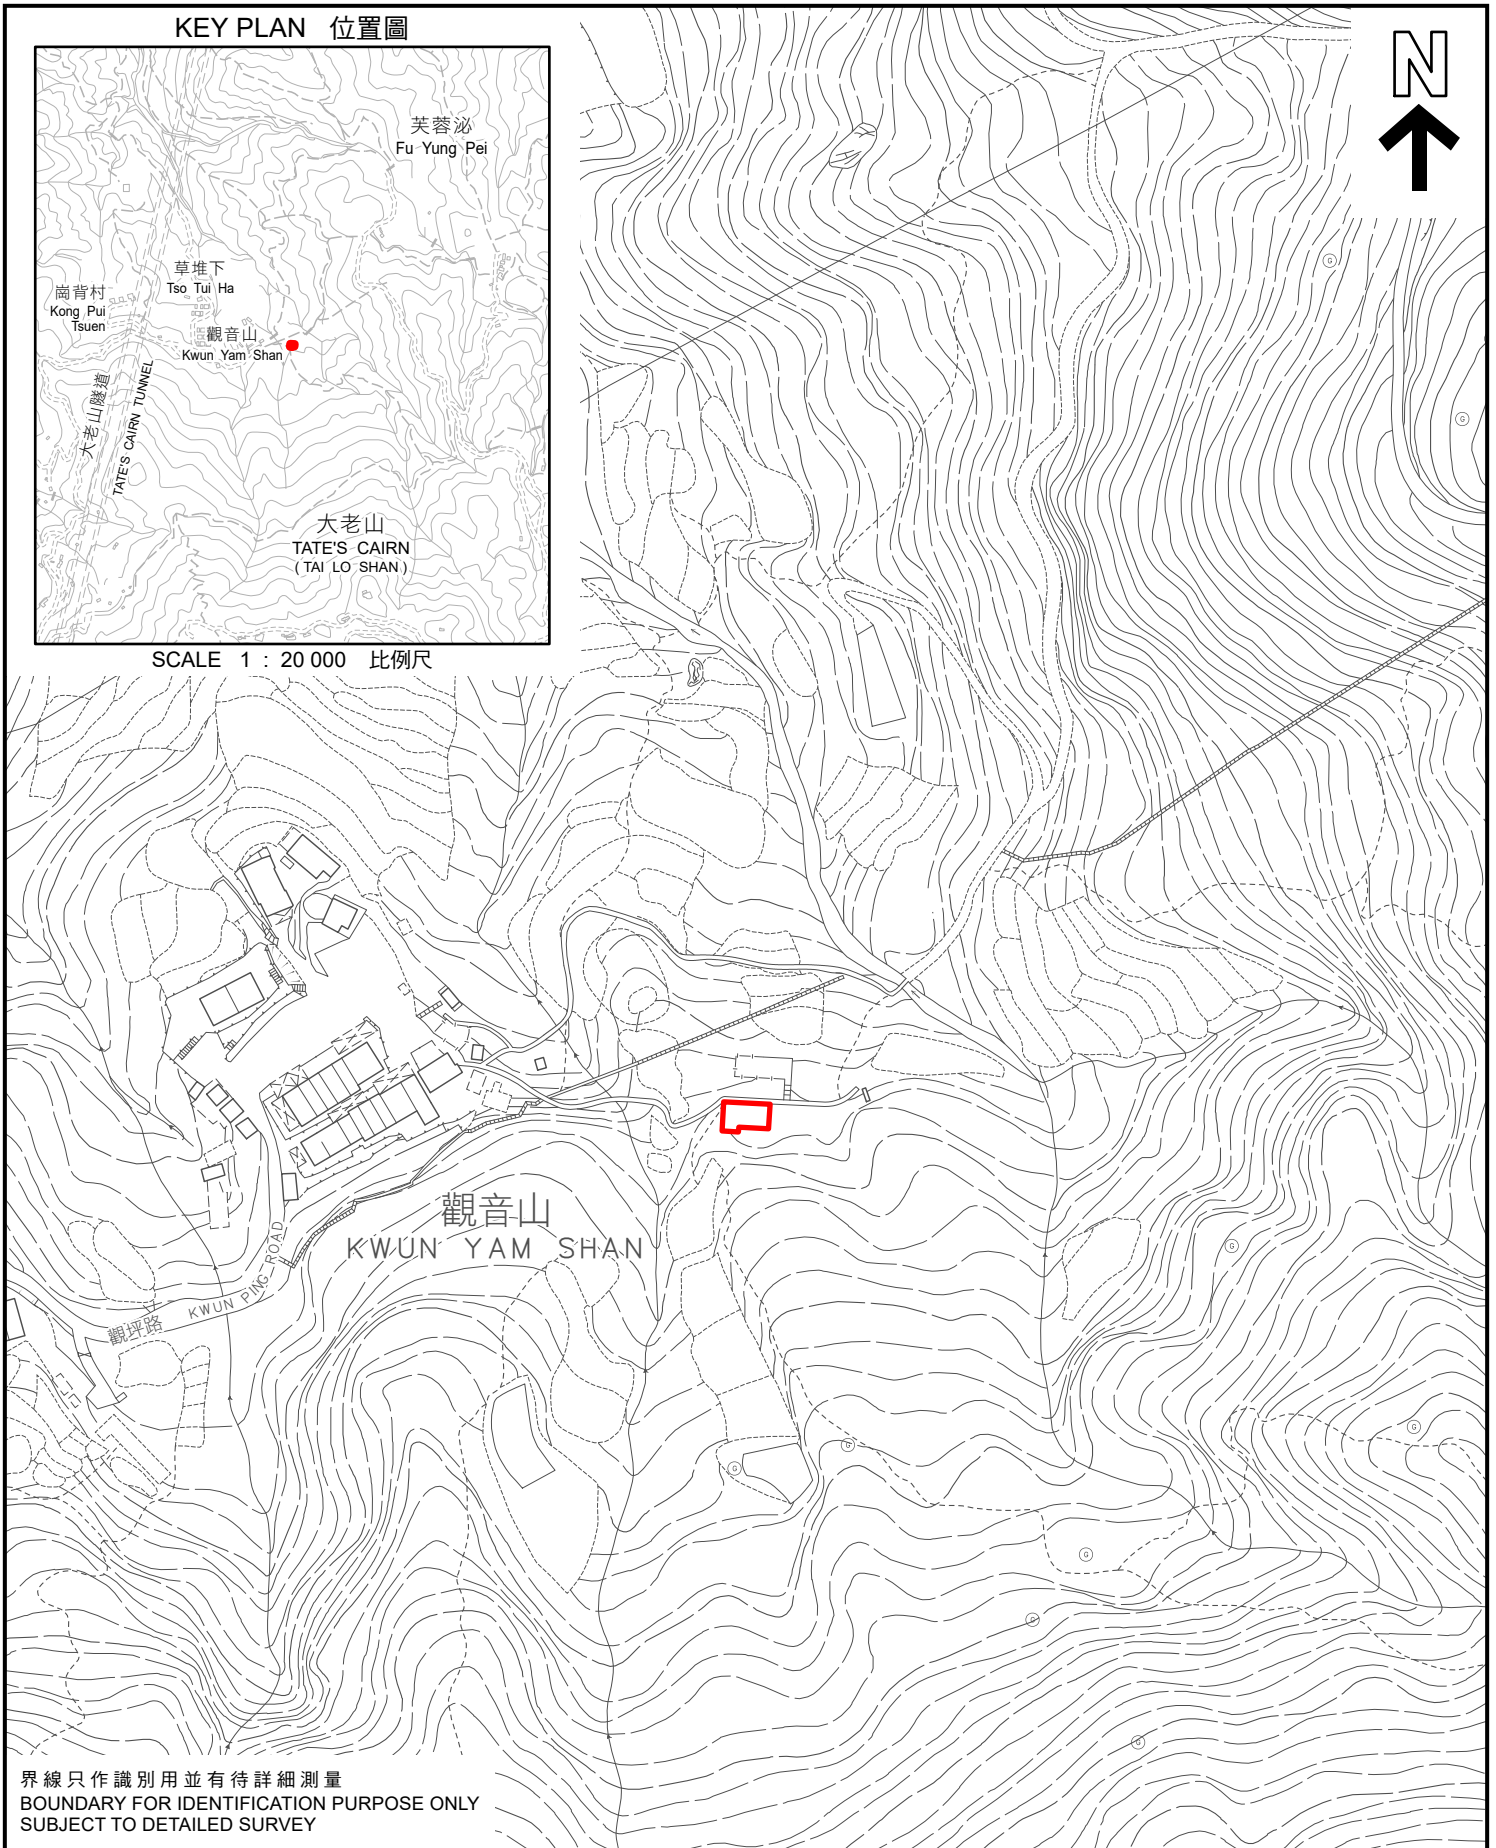 KEY PLAN 位置圖
N
芙蓉泌
Fu Yung Pei
草堆下
Tso Tui Ha
崗背村
Kong Pui
Tsuen
觀音山
Kwun Yam Shan
大老山隧道
TATE'S CAIRN TUNNEL
大老山
TATE'S CAIRN
( TAI LO SHAN )
SCALE 1 : 20 000 比例尺
G
G
觀音山
KWUN YAM SHAN
G
觀坪路 KWUN PING ROAD
G
G
G
G
G
G
界線只作識別用並有待詳細測量
BOUNDARY FOR IDENTIFICATION PURPOSE ONLY
SUBJECT TO DETAILED SURVEY